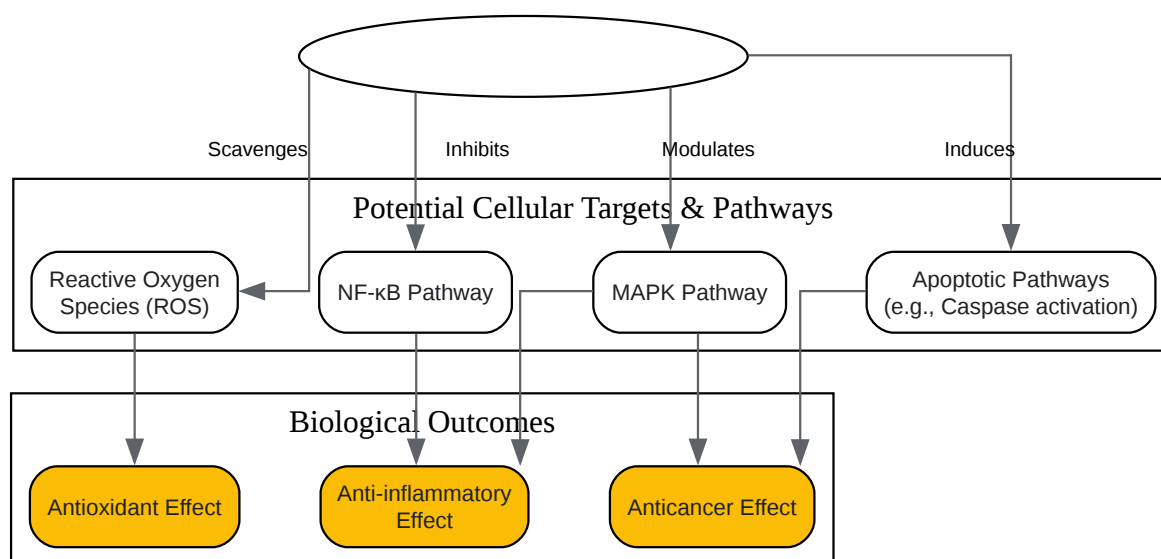 Scavenges
Inhibits
Modulates
Induces
Potential Cellular Targets & Pathways
Reactive Oxygen
Species (ROS)
NF-κB Pathway
MAPK Pathway
Apoptotic Pathways
(e.g., Caspase activation)
Biological Outcomes
Antioxidant Effect
Anti-inflammatory
Effect
Anticancer Effect